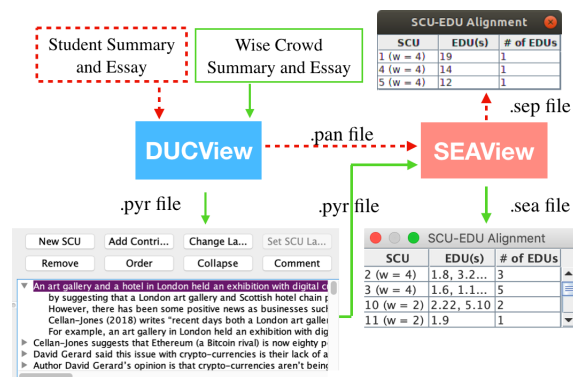 SCU-EDU Alignment
SCU EDU(s) # of EDUs
1 (w = 4) 19 1
4 (w = 4) 14 1
5 (w = 4) 12 1
Student Summary
and Essay
Wise Crowd
Summary and Essay
.sep file
DUCView
.pan file
SEAView
.pyr file
.pyr file
.sea file
New SCU Add Contri... Change La... Set SCU La...
Remove Order Collapse Comment
An art gallery and a hotel in London held an exhibition with digital
by suggesting that a London art gallery and Scottish hotel chain
However, there has been some positive news as businesses suc
Cellan-Jones (2018) writes "recent days both a London art galle
For example, an art gallery in London held an exhibition with dig
Cellan-Jones suggests that Ethereum (a Bitcoin rival) is now eighty
David Gerard said this issue with crypto-currencies is their lack of
Author David Gerard's opinion is that crypto-currencies aren't bein
SCU-EDU Alignment
SCU EDU(s) # of EDUs
2 (w = 4) 1.8, 3.2... 3
3 (w = 4) 1.6, 1.1... 5
10 (w = 2) 2.22, 5.10 2
11 (w = 2) 1.9 1